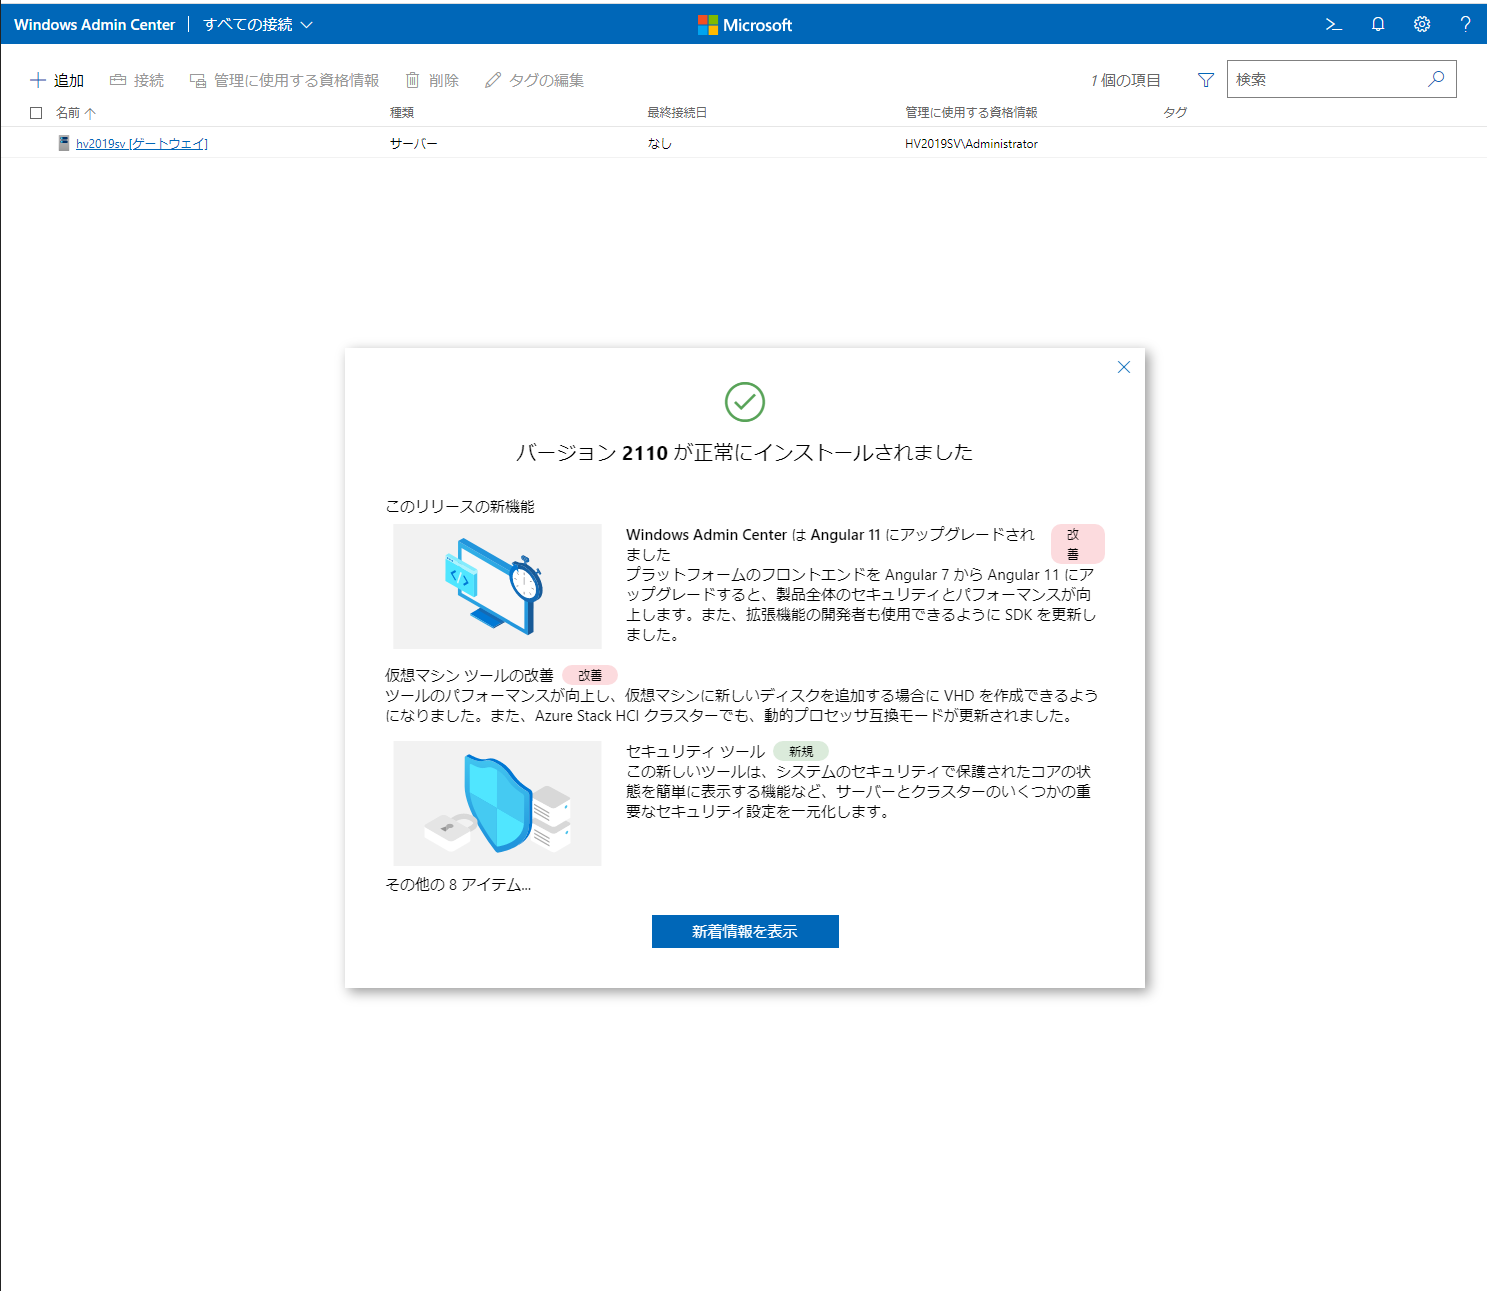 Windows Admin Center | すべての接続
Microsoft
追加 接続 管理に使用する資格情報 削除 タグの編集 1 個の項目 検索
名前 種類 最終接続日 管理に使用する資格情報 タグ
hv2019sv [ゲートウェイ] サーバー なし HV2019SV\Administrator
バージョン 2110 が正常にインストールされました
このリリースの新機能
Windows Admin Center は Angular 11 にアップグレードされ
ました
改
善
プラットフォームのフロントエンドを Angular 7 から Angular 11 にア
ップグレードすると、製品全体のセキュリティとパフォーマンスが向
上します。また、拡張機能の開発者も使用できるように SDK を更新し
ました。
仮想マシン ツールの改善 改善
ツールのパフォーマンスが向上し、仮想マシンに新しいディスクを追加する場合に VHD を作成できるよう
になりました。また、Azure Stack HCI クラスターでも、動的プロセッサ互換モードが更新されました。
セキュリティ ツール 新規
この新しいツールは、システムのセキュリティで保護されたコアの状
態を簡単に表示する機能など、サーバーとクラスターのいくつかの重
要なセキュリティ設定を一元化します。
その他の 8 アイテム...
新着情報を表示